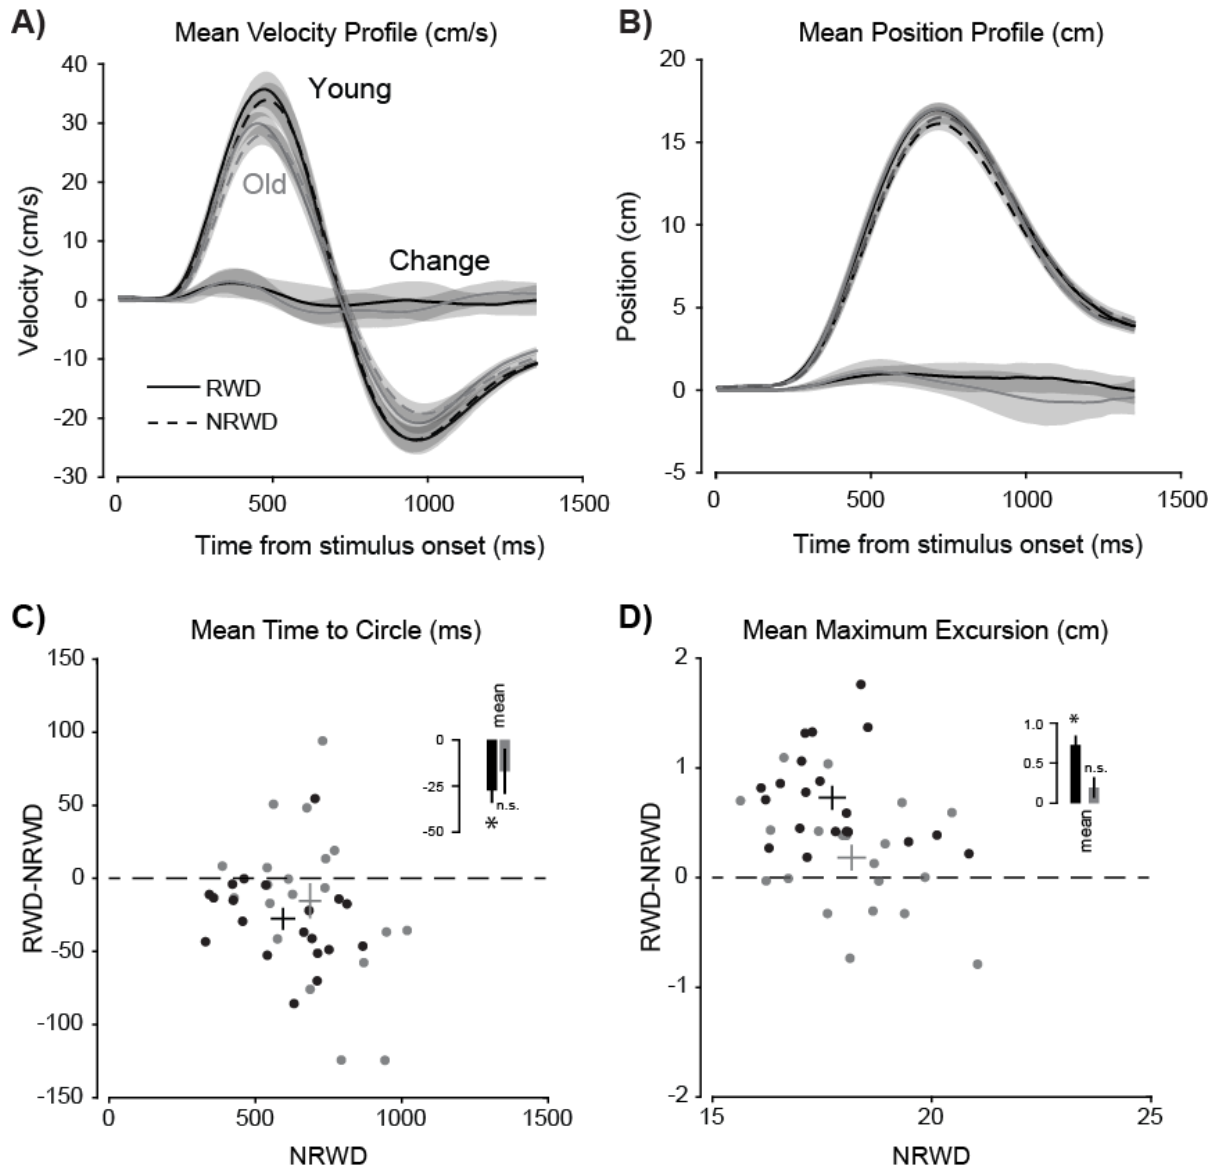 A)
Mean Velocity Profile (cm/s)
40
30
20
10
0
-10
-20
-30
Velocity (cm/s)
Young
Old
Change
RWD
NRWD
0
500
1000
1500
Time from stimulus onset (ms)
B)
Mean Position Profile (cm)
20
15
10
5
0
-5
Position (cm)
0
500
1000
1500
Time from stimulus onset (ms)
C)
Mean Time to Circle (ms)
150
100
50
0
-50
-100
-150
RWD-NRWD
mean
0
-25
-50
n.s.
*
0
500
1000
1500
NRWD
D)
Mean Maximum Excursion (cm)
2
1
0
-1
-2
RWD-NRWD
1.0
0.5
0
*
n.s.
mean
15
20
25
NRWD